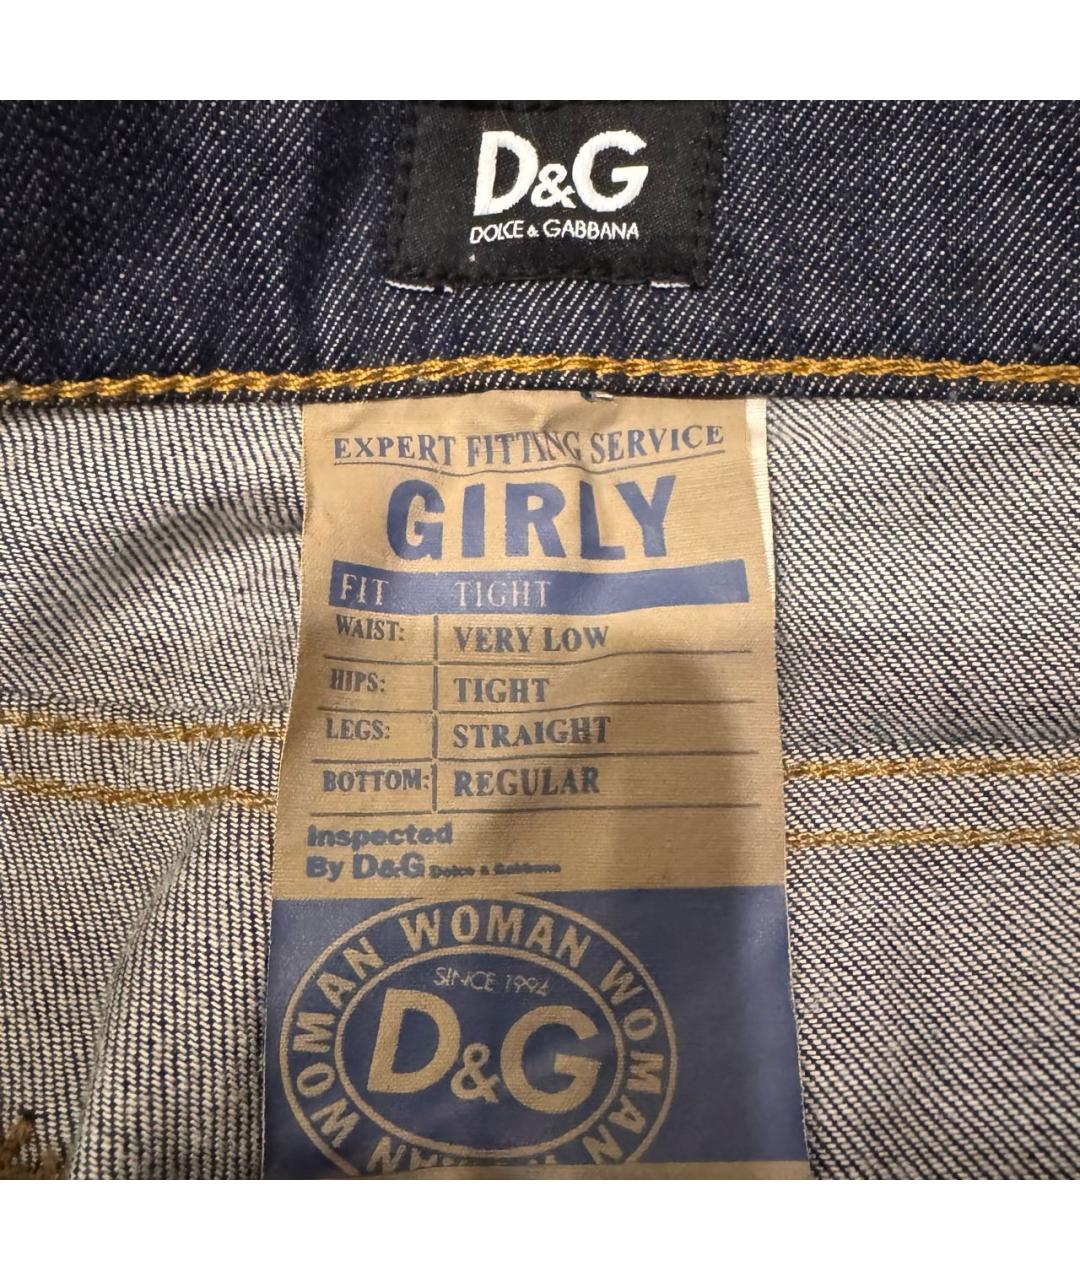 D&G
DOLCE & GABBANA
EXPERT FITTING SERVICE
GIRLY
FIT TIGHT
WAIST: VERY LOW
HIPS: TIGHT
LEGS: STRAIGHT
BOTTOM: REGULAR
Inspected
By D&G Dolce & Gabbana
WOMAN WOMAN WOMAN WOMAN
SINCE 1994
D&G